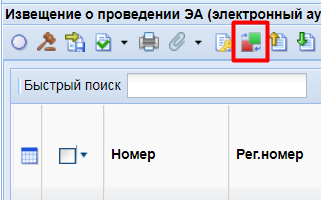 Извещение о проведении ЭА (электронный ау
Быстрый поиск
Номер Рег.номер